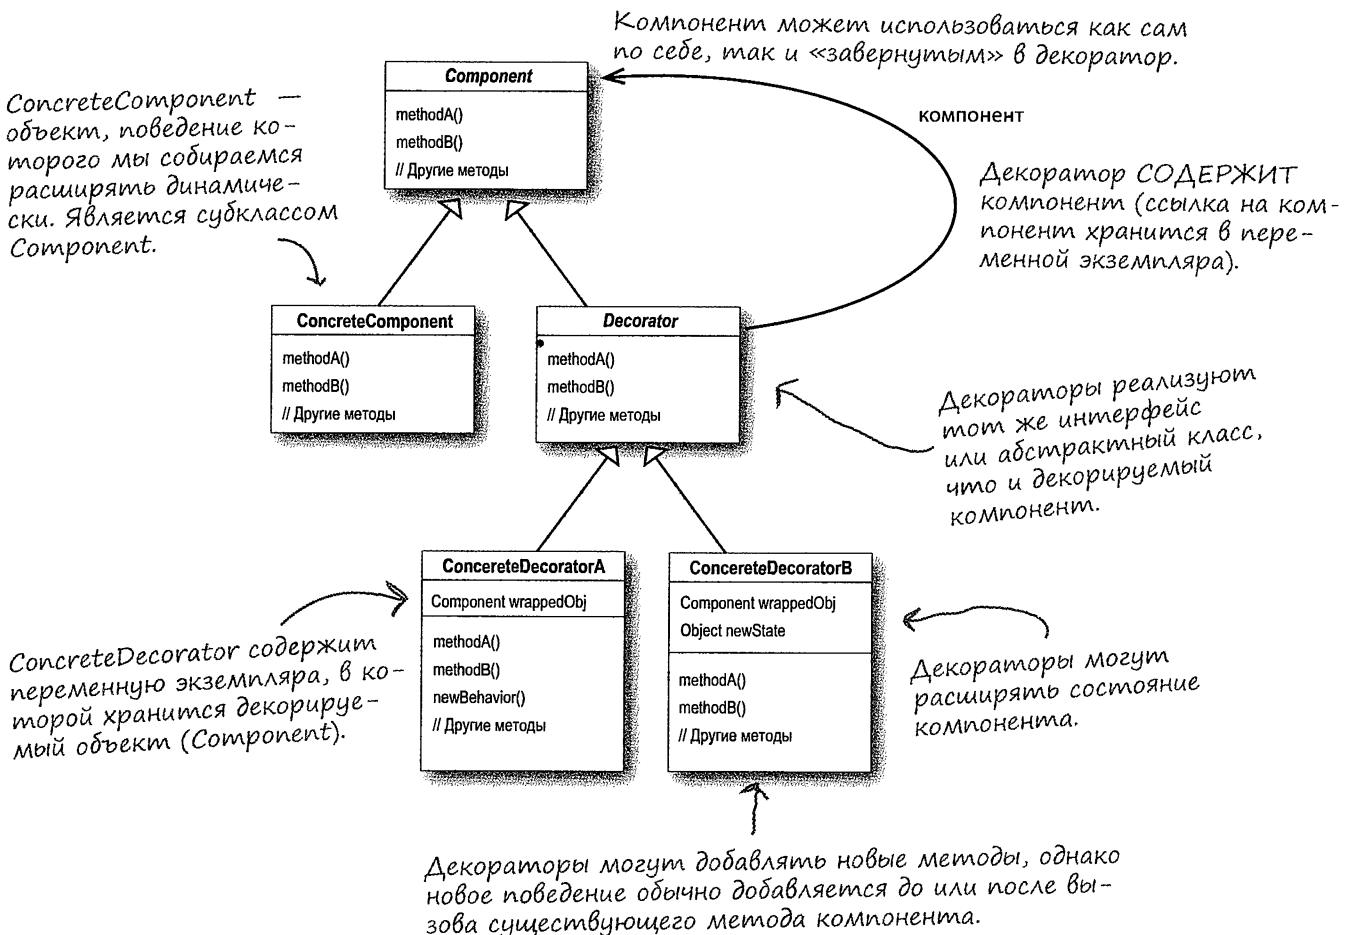 Компонент может использоваться как сам
по себе, так и «завернутым» в декоратор.
Component
methodA()
methodB()
// Другие методы
ConcreteComponent —
объект, поведение ко-
торого мы собираемся
расширять динамиче-
ски. Является субклассом
Component.
компонент
Декоратор СОДЕРЖИТ
компонент (ссылка на ком-
понент хранится в пере-
менной экземпляра).
ConcreteComponent
methodA()
methodB()
// Другие методы
Decorator
methodA()
methodB()
// Другие методы
Декораторы реализуют
тот же интерфейс
или абстрактный класс,
что и декорируемый
компонент.
ConcereteDecoratorA
Component wrappedObj
methodA()
methodB()
newBehavior()
// Другие методы
ConcereteDecoratorB
Component wrappedObj
Object newState
methodA()
methodB()
// Другие методы
ConcreteDecorator содержит
переменную экземпляра, в ко-
торой хранится декорируе-
мый объект (Component).
Декораторы могут
расширять состояние
компонента.
Декораторы могут добавлять новые методы, однако
новое поведение обычно добавляется до или после вы-
зова существующего метода компонента.